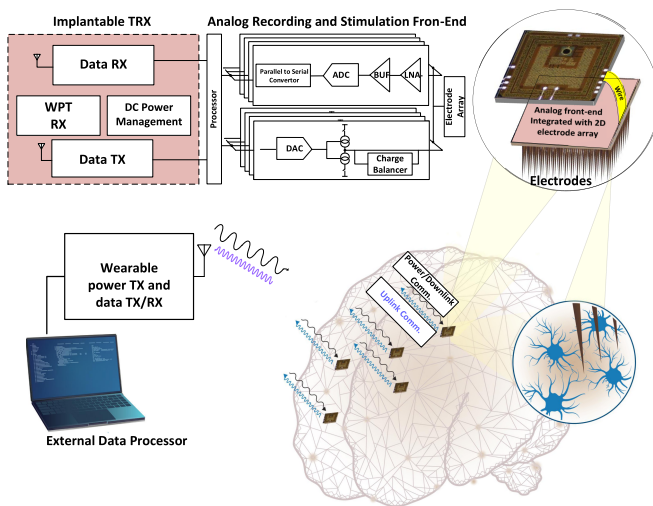 Implantable TRX
Analog Recording and Stimulation Fron-End
Data RX
WPT
RX
DC Power
Management
Data TX
Processor
Parallel to Serial
Convertor
ADC
BUF
LNA
Electrode
Array
DAC
Charge
Balancer
Wire
Analog front-end
Integrated with 2D
electrode array
Electrodes
Wearable
power TX and
data TX/RX
External Data Processor
Power/Downlink
Comm.
Uplink Comm.